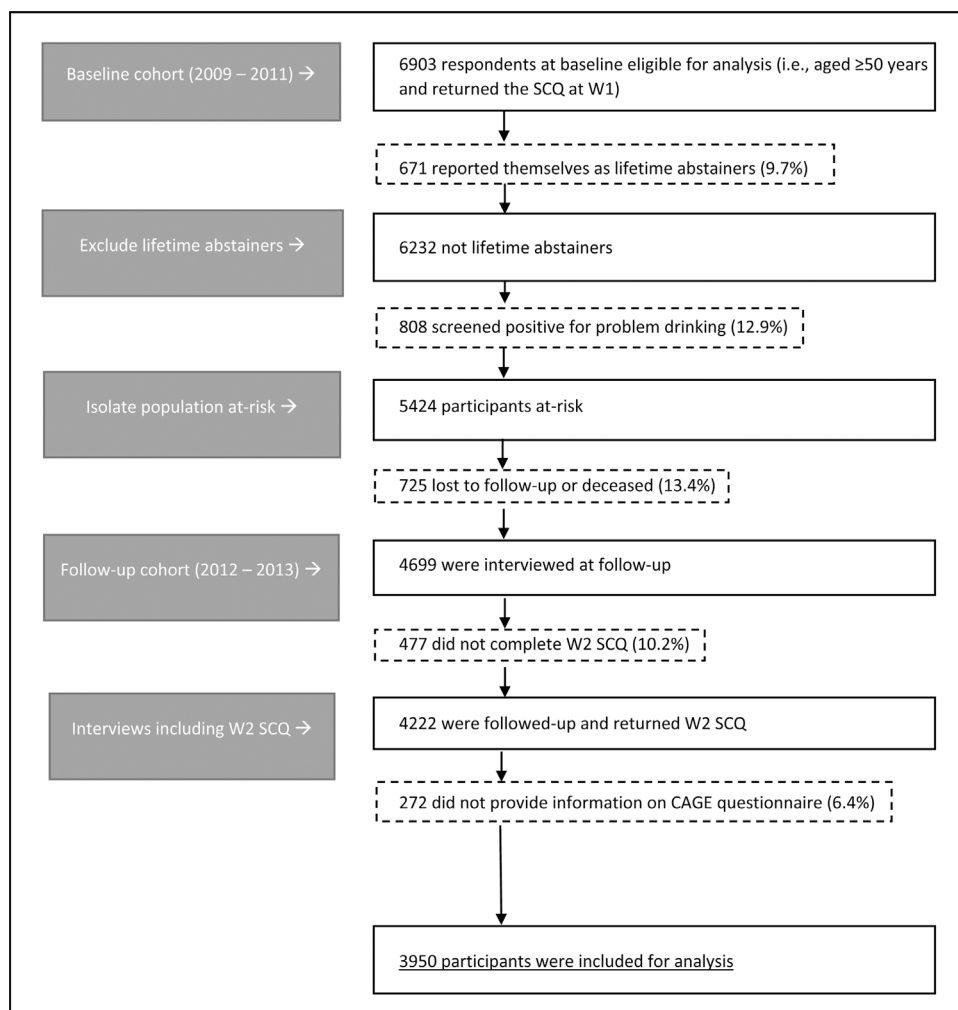 Baseline cohort (2009 – 2011) →
6903 respondents at baseline eligible for analysis (i.e., aged ≥50 years
and returned the SCQ at W1)
671 reported themselves as lifetime abstainers (9.7%)
Exclude lifetime abstainers →
6232 not lifetime abstainers
808 screened positive for problem drinking (12.9%)
Isolate population at-risk →
5424 participants at-risk
725 lost to follow-up or deceased (13.4%)
Follow-up cohort (2012 – 2013) →
4699 were interviewed at follow-up
477 did not complete W2 SCQ (10.2%)
Interviews including W2 SCQ →
4222 were followed-up and returned W2 SCQ
272 did not provide information on CAGE questionnaire (6.4%)
3950 participants were included for analysis